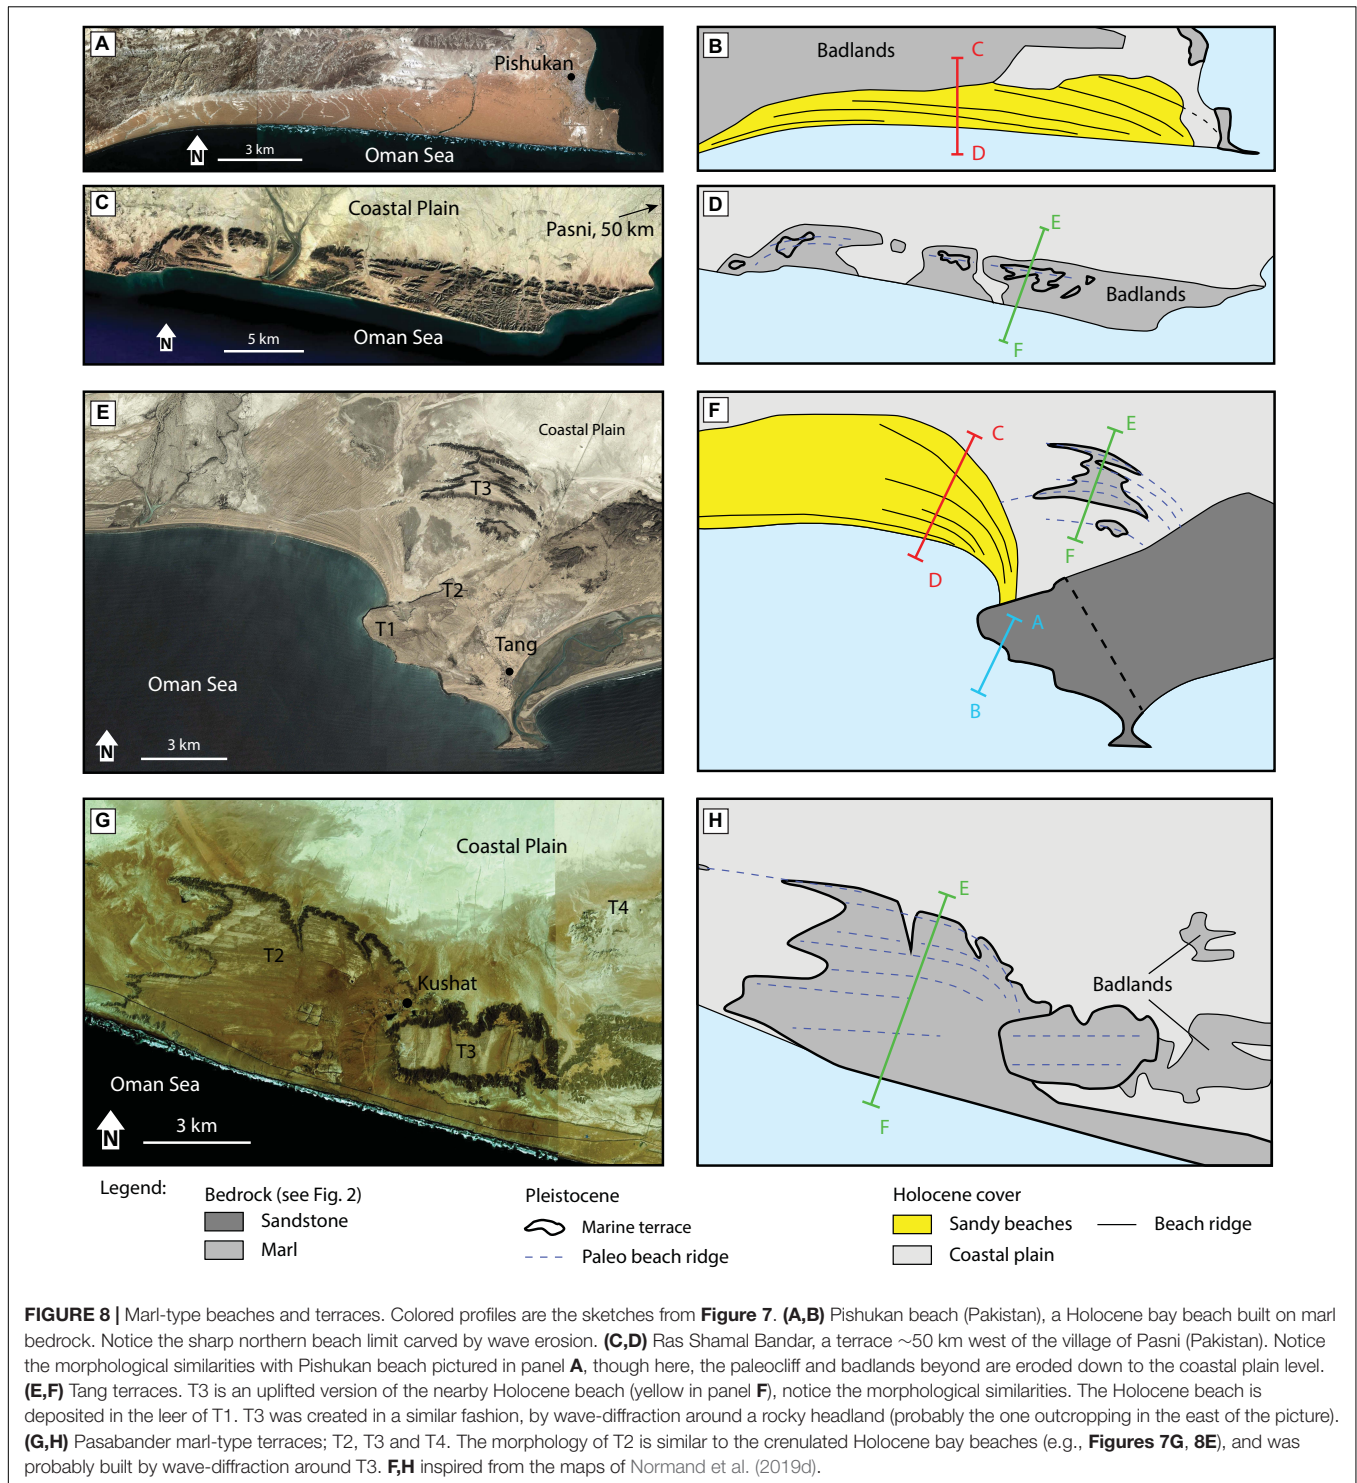 A
Pishukan
N
3 km
Oman Sea
B
Badlands
C
D
C
Coastal Plain
Pasni, 50 km
N
5 km
Oman Sea
D
E
Badlands
F
E
Coastal Plain
T3
T2
T1
Tang
Oman Sea
N
3 km
F
C
E
F
D
A
B
G
Coastal Plain
T4
T2
Kushat
T3
Oman Sea
N
3 km
H
E
Badlands
F
Legend:
Bedrock (see Fig. 2)
Sandstone
Marl
Pleistocene
Marine terrace
Paleo beach ridge
Holocene cover
Sandy beaches
Beach ridge
Coastal plain
FIGURE 8 | Marl-type beaches and terraces. Colored profiles are the sketches from Figure 7. (A,B) Pishukan beach (Pakistan), a Holocene bay beach built on marl
bedrock. Notice the sharp northern beach limit carved by wave erosion. (C,D) Ras Shamal Bandar, a terrace ~50 km west of the village of Pasni (Pakistan). Notice
the morphological similarities with Pishukan beach pictured in panel A, though here, the paleocliff and badlands beyond are eroded down to the coastal plain level.
(E,F) Tang terraces. T3 is an uplifted version of the nearby Holocene beach (yellow in panel F), notice the morphological similarities. The Holocene beach is
deposited in the leer of T1. T3 was created in a similar fashion, by wave-diffraction around a rocky headland (probably the one outcropping in the east of the picture).
(G,H) Pasabander marl-type terraces; T2, T3 and T4. The morphology of T2 is similar to the crenulated Holocene bay beaches (e.g., Figures 7G, 8E), and was
probably built by wave-diffraction around T3. F,H inspired from the maps of Normand et al. (2019d).